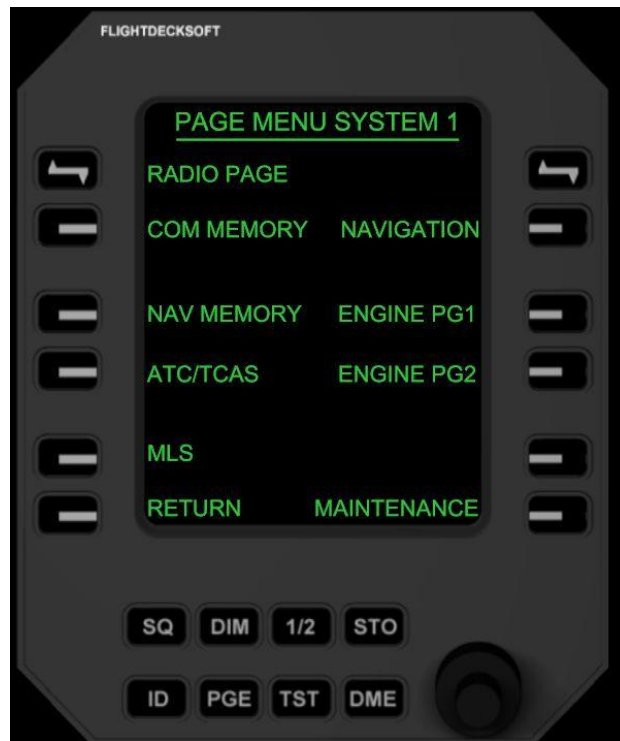 FLIGHTDECKSOFT
PAGE MENU SYSTEM 1
RADIO PAGE
COM MEMORY NAVIGATION
NAV MEMORY ENGINE PG1
ATC/TCAS ENGINE PG2
MLS
RETURN MAINTENANCE
SQ DIM 1/2 STO
ID PGE TST DME